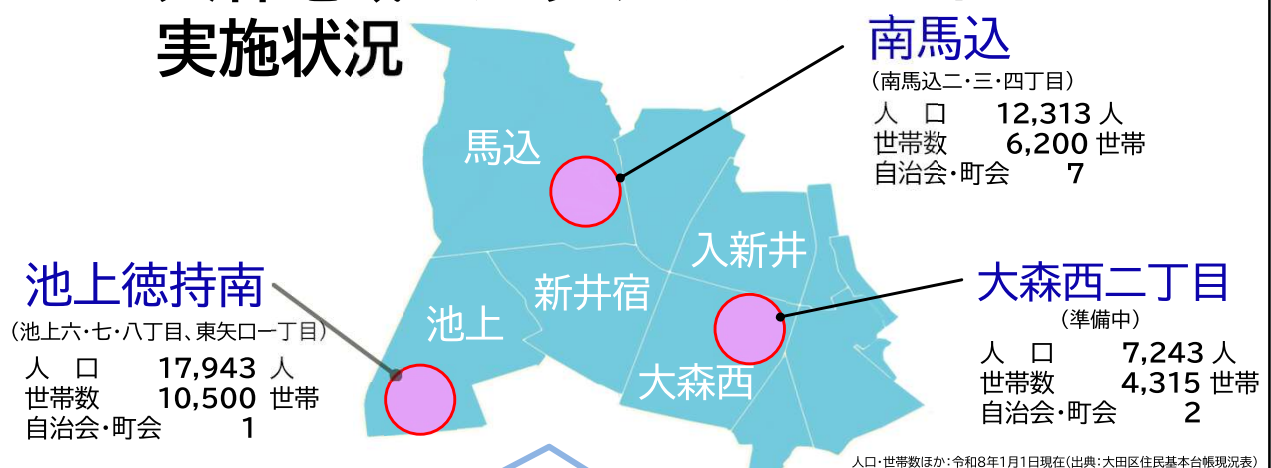 実施状況
南馬込
(南馬込二・三・四丁目)
人 口 12,313 人
世帯数 6,200 世帯
自治会・町会 7
馬込
入新井
新井宿
池上
大森西
池上徳持南
(池上六・七・八丁目、東矢口一丁目)
人 口 17,943 人
世帯数 10,500 世帯
自治会・町会 1
大森西二丁目
(準備中)
人 口 7,243 人
世帯数 4,315 世帯
自治会・町会 2
人口・世帯数ほか:令和8年1月1日現在(出典:大田区住民基本台帳現況表)